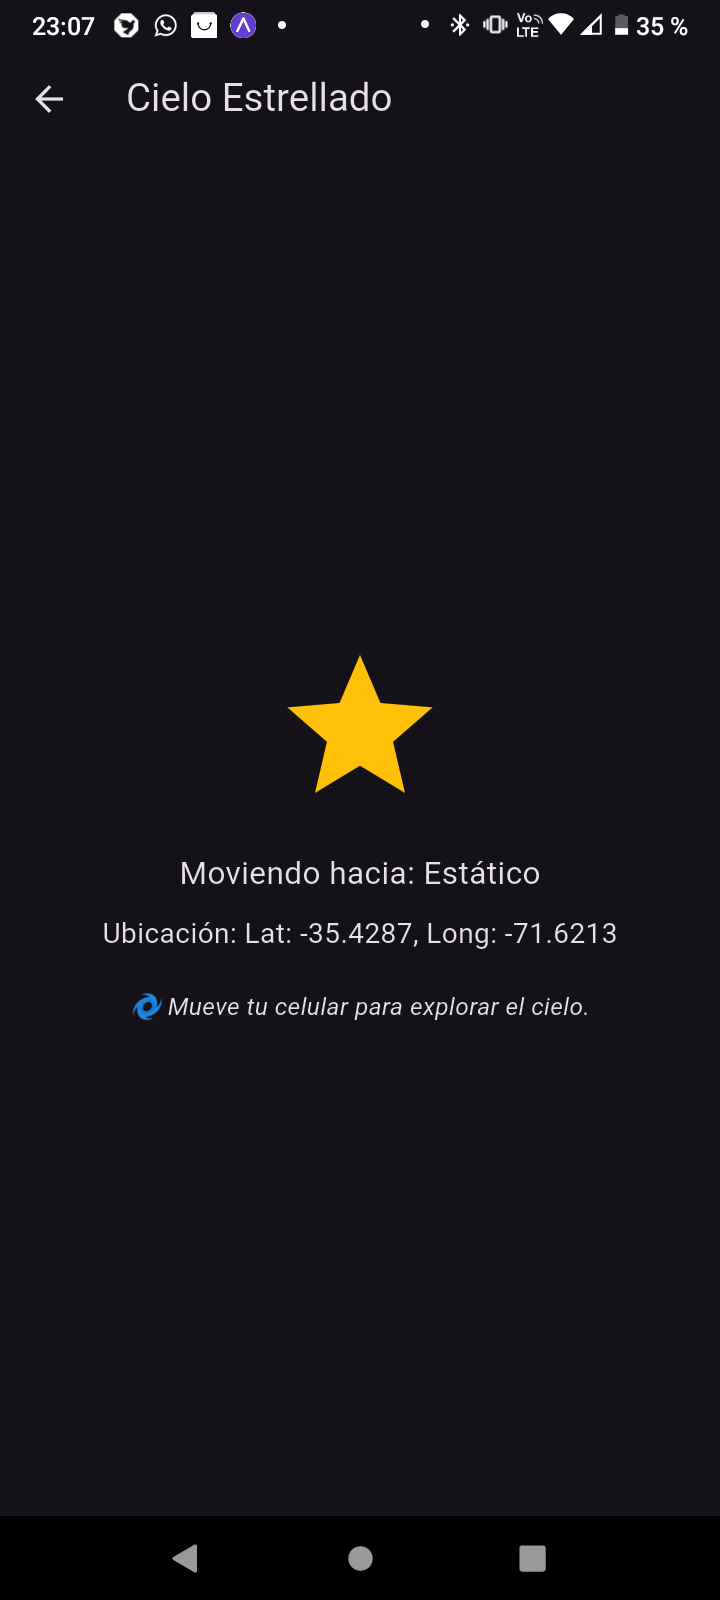 23:07 Vo LTE 35 %
Cielo Estrellado
Moviendo hacia: Estático
Ubicación: Lat: -35.4287, Long: -71.6213
Mueve tu celular para explorar el cielo.